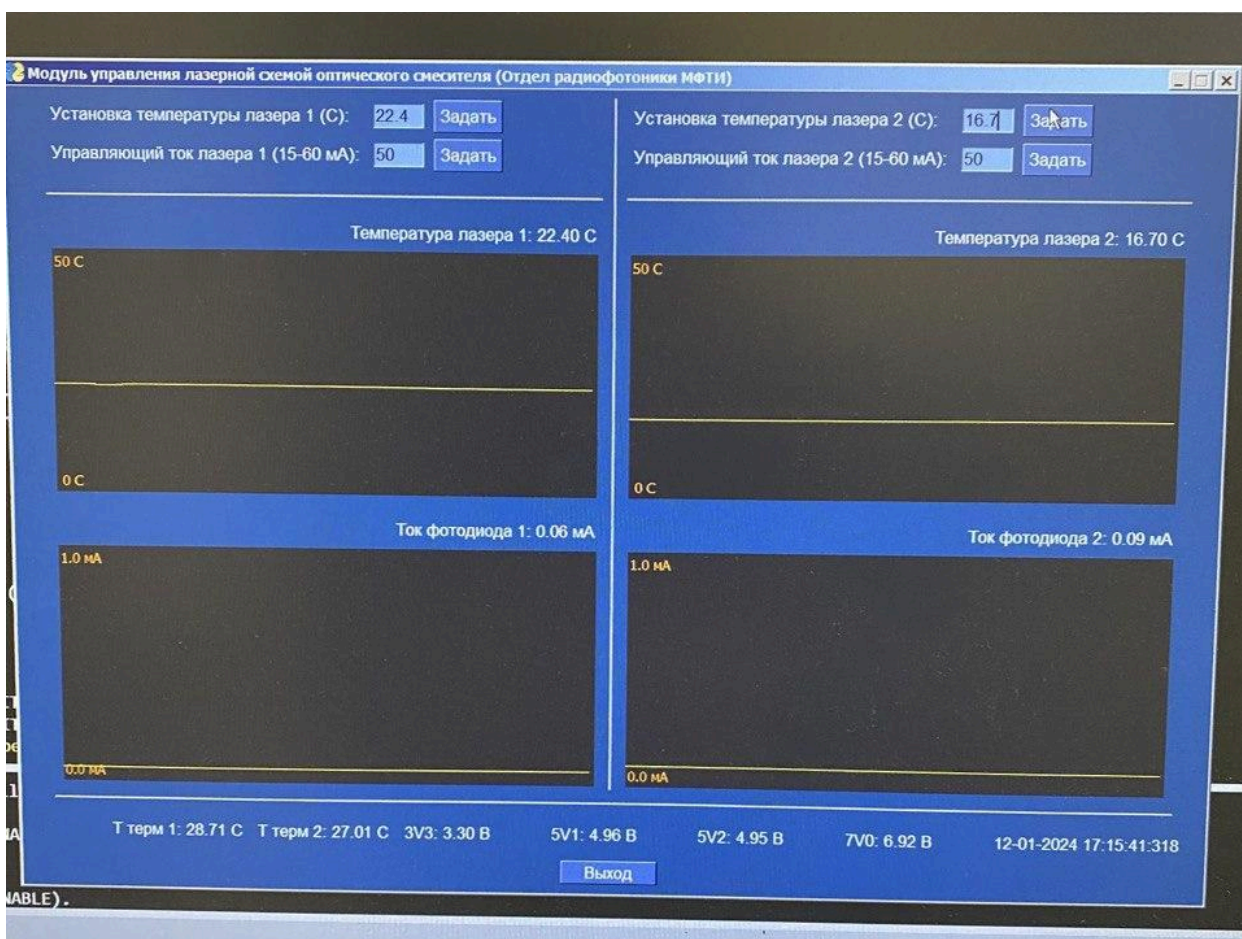 Модуль управления лазерной схемой оптического смесителя (Отдел радиофотоники МФТИ)
Установка температуры лазера 1 (С): 22.4 Задать
Управляющий ток лазера 1 (15-60 мА): 50 Задать
Температура лазера 1: 22.40 С
50 С
0 С
Ток фотодиода 1: 0.06 мА
1.0 мА
0.0 мА
Установка температуры лазера 2 (С): 16.7 Задать
Управляющий ток лазера 2 (15-60 мА): 50 Задать
Температура лазера 2: 16.70 С
50 С
0 С
Ток фотодиода 2: 0.09 мА
1.0 мА
0.0 мА
Т терм 1: 28.71 С Т терм 2: 27.01 С 3V3: 3.30 В 5V1: 4.96 В 5V2: 4.95 В 7V0: 6.92 В 12-01-2024 17:15:41:318
Выход
NABLE).